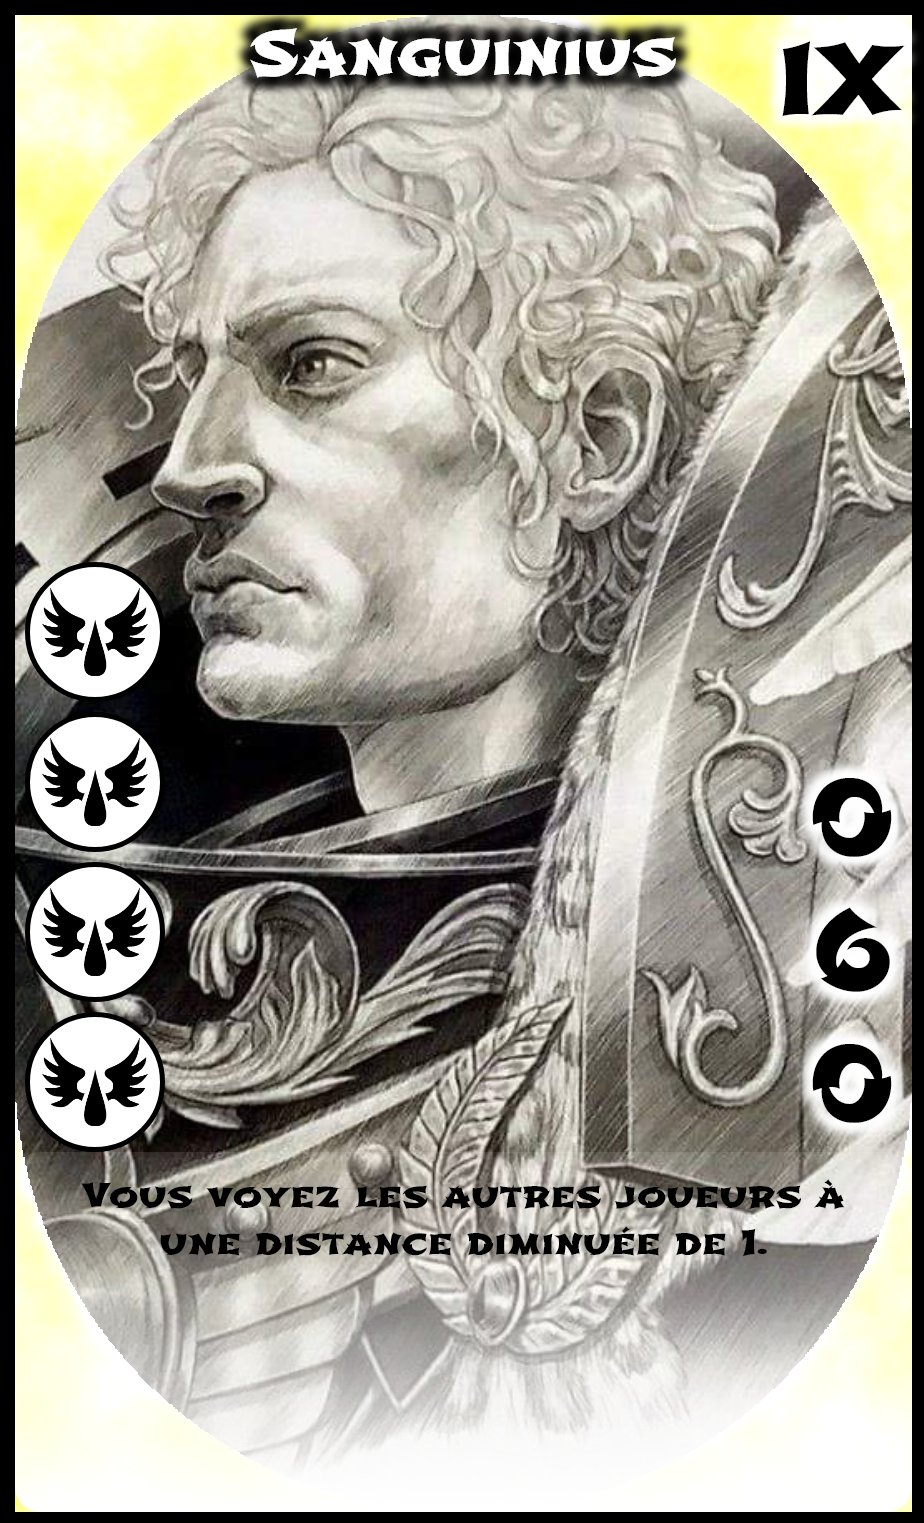 Sanguinius
IX
0
6
0
Vous voyez les autres joueurs à
une distance diminuée de 1.